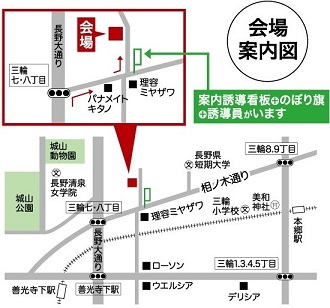 会場
案内図
長野大通り
会場
三輪
七・八丁目
パナメイト
キタノ
理容
ミヤザワ
案内誘導看板+のぼり旗
+誘導員がいます
城山
動物園
長野清泉
女学院
城山
公園
三輪七・八丁目
長野県
短期大学
三輪8.9丁目
相ノ木通り
理容ミヤザワ
三輪
小学校
美和
神社
本郷駅
長野大通り
ローソン
三輪1.3.4.5丁目
善光寺下駅
善光寺下駅
ウエルシア
デリシア